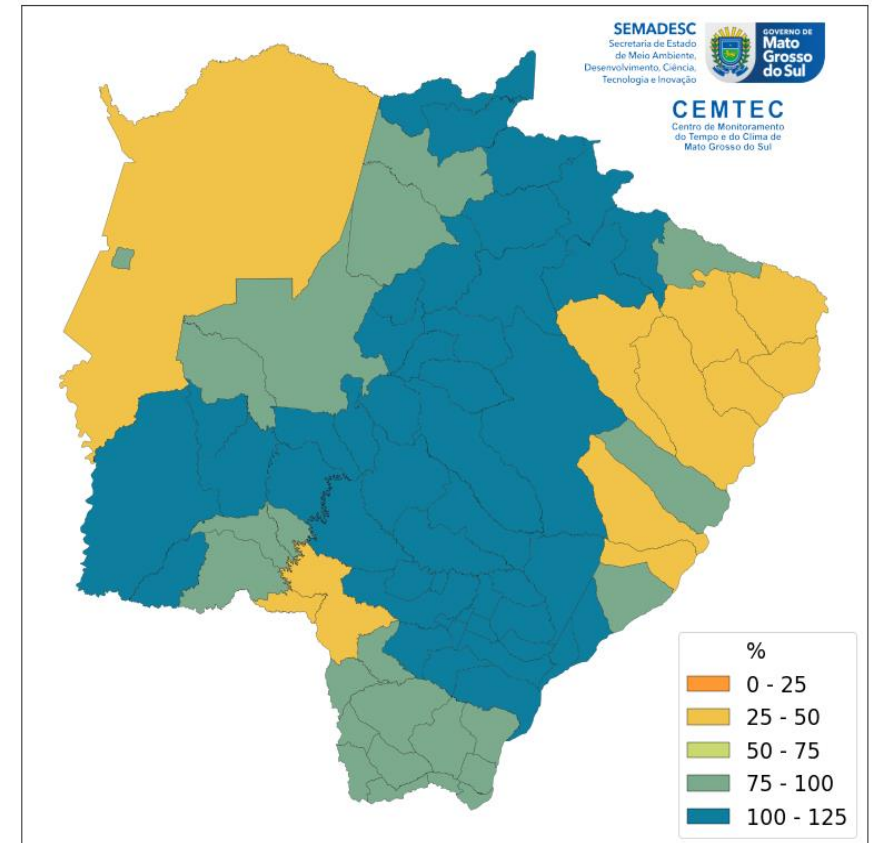 SEMADESC
Secretaria de Estado
de Meio Ambiente,
Desenvolvimento, Ciência,
Tecnologia e Inovação
GOVERNO DE
Mato
Grosso
do Sul
CEMTEC
Centro de Monitoramento
do Tempo e do Clima de
Mato Grosso do Sul
%
0 - 25
25 - 50
50 - 75
75 - 100
100 - 125